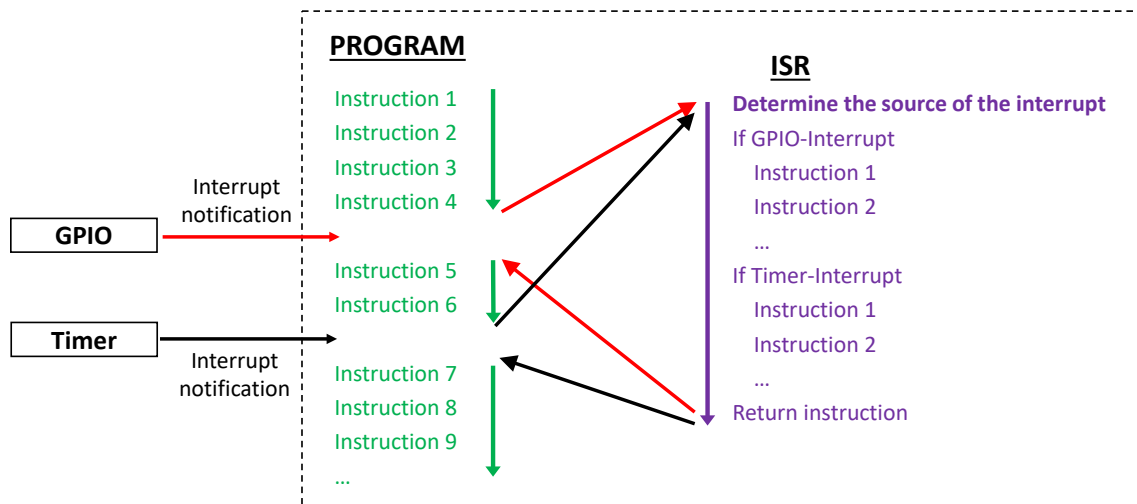 PROGRAM
Instruction 1
Instruction 2
Instruction 3
Instruction 4
Instruction 5
Instruction 6
Instruction 7
Instruction 8
Instruction 9
...
GPIO
Interrupt
notification
Timer
Interrupt
notification
ISR
Determine the source of the interrupt
If GPIO-Interrupt
Instruction 1
Instruction 2
...
If Timer-Interrupt
Instruction 1
Instruction 2
...
Return instruction